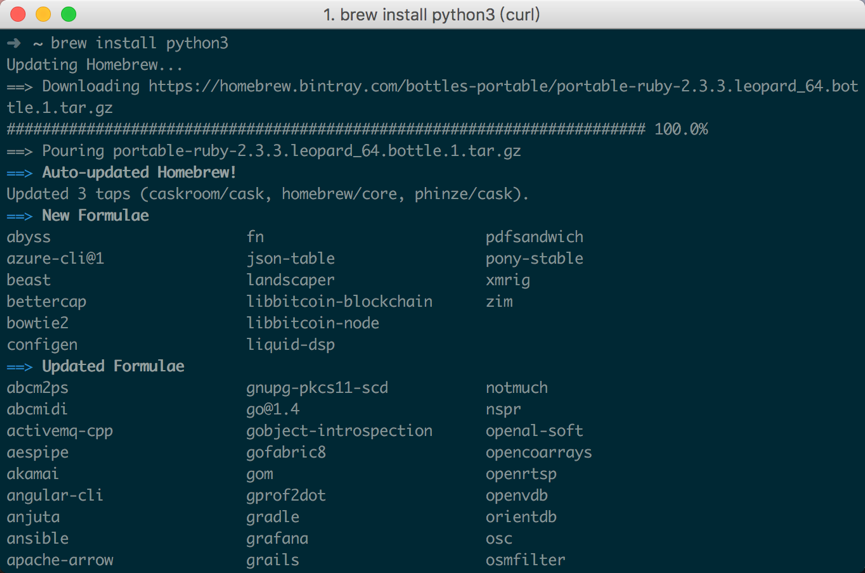 1. brew install python3 (curl)
➜ ~ brew install python3
Updating Homebrew...
==> Downloading https://homebrew.bintray.com/bottles-portable/portable-ruby-2.3.3.leopard_64.bot
tle.1.tar.gz
######################################################################## 100.0%
==> Pouring portable-ruby-2.3.3.leopard_64.bottle.1.tar.gz
==> Auto-updated Homebrew!
Updated 3 taps (caskroom/cask, homebrew/core, phinze/cask).
==> New Formulae
abyss fn pdfsandwich
azure-cli@1 json-table pony-stable
beast landscaper xmrig
bettercap libbitcoin-blockchain zim
bowtie2 libbitcoin-node
configen liquid-dsp
==> Updated Formulae
abcm2ps gnupg-pkcs11-scd notmuch
abcmidi go@1.4 nspr
activemq-cpp gobject-introspection openal-soft
aespipe gofabric8 opencoarrays
akamai gom openrtsp
angular-cli gprof2dot openvdb
anjuta gradle orientdb
ansible grafana osc
apache-arrow grails osmfilter